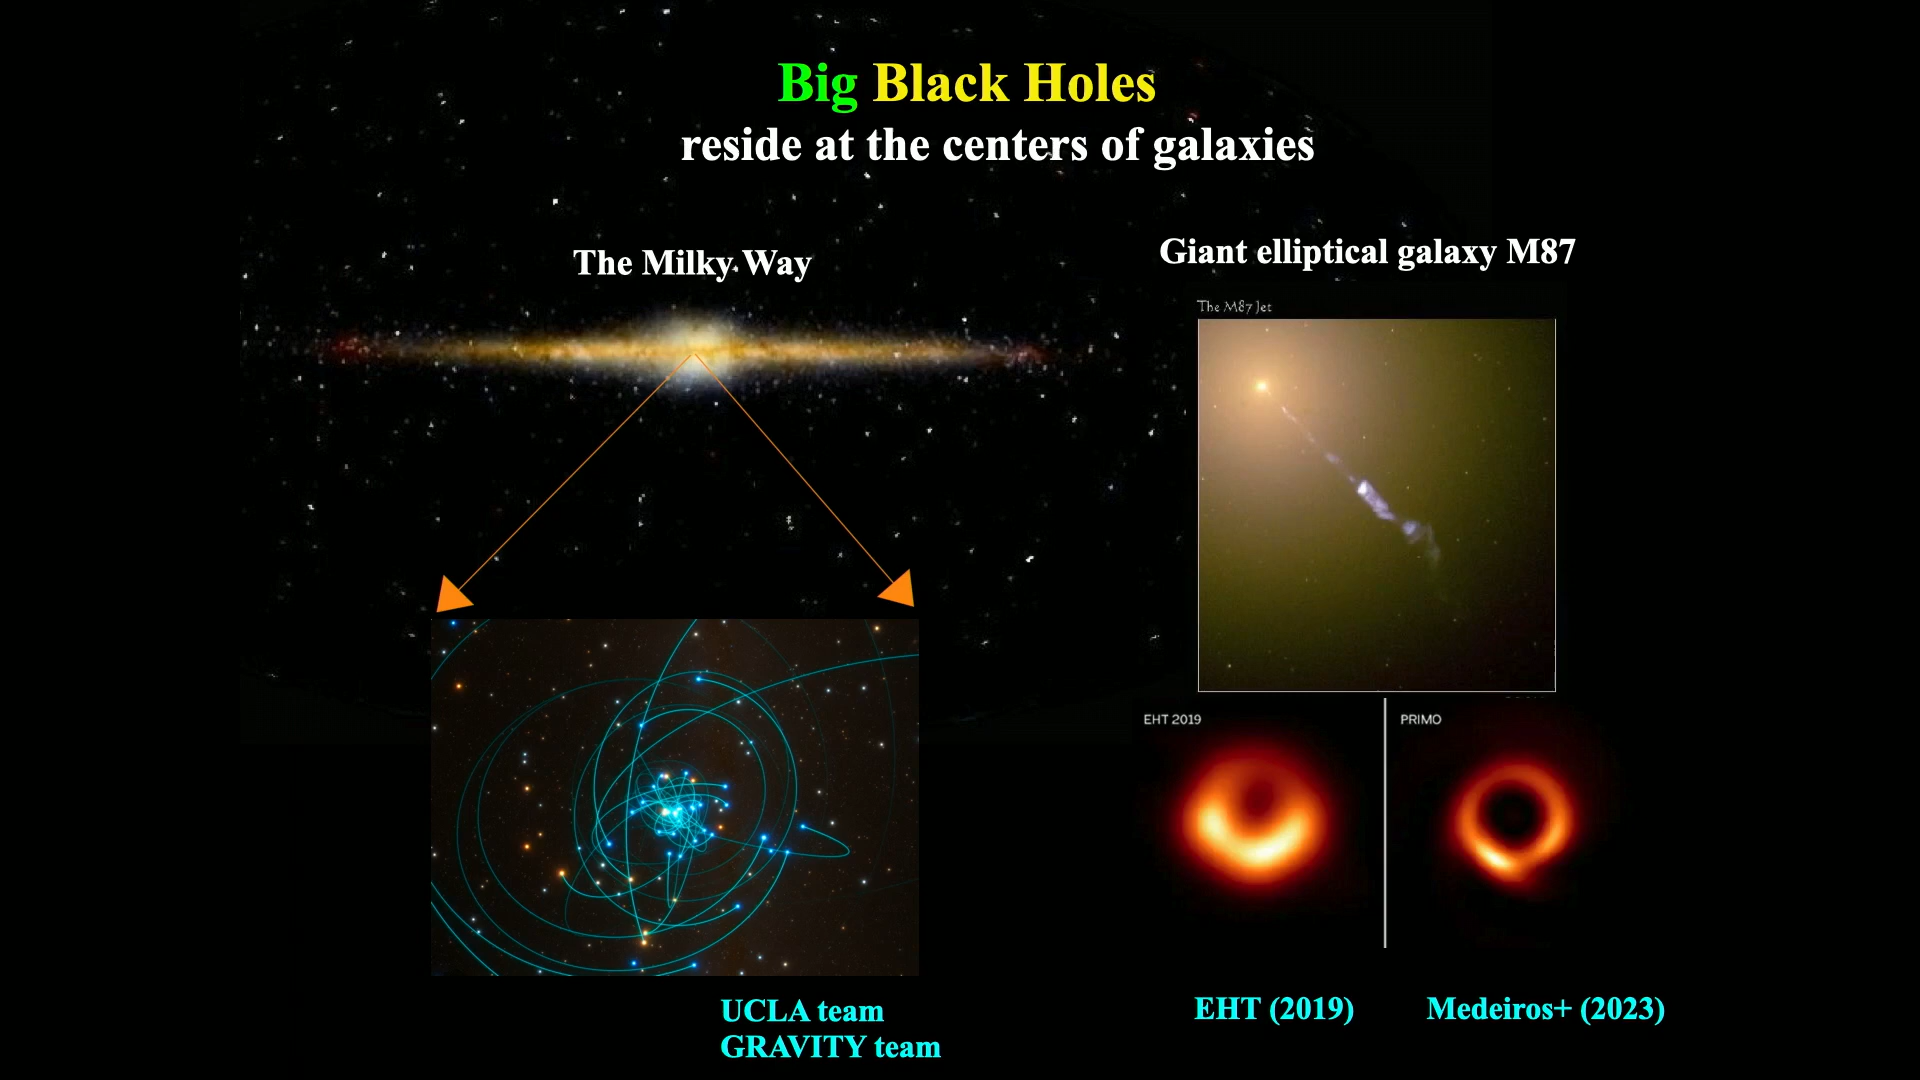 Big Black Holes
reside at the centers of galaxies
The Milky Way
Giant elliptical galaxy M87
The M87 Jet
EHT 2019
PRIMO
UCLA team
GRAVITY team
EHT (2019)
Medeiros+ (2023)